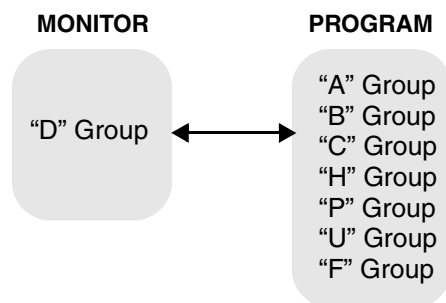 MONITOR
PROGRAM
“D” Group
“A” Group
“B” Group
“C” Group
“H” Group
“P” Group
“U” Group
“F” Group